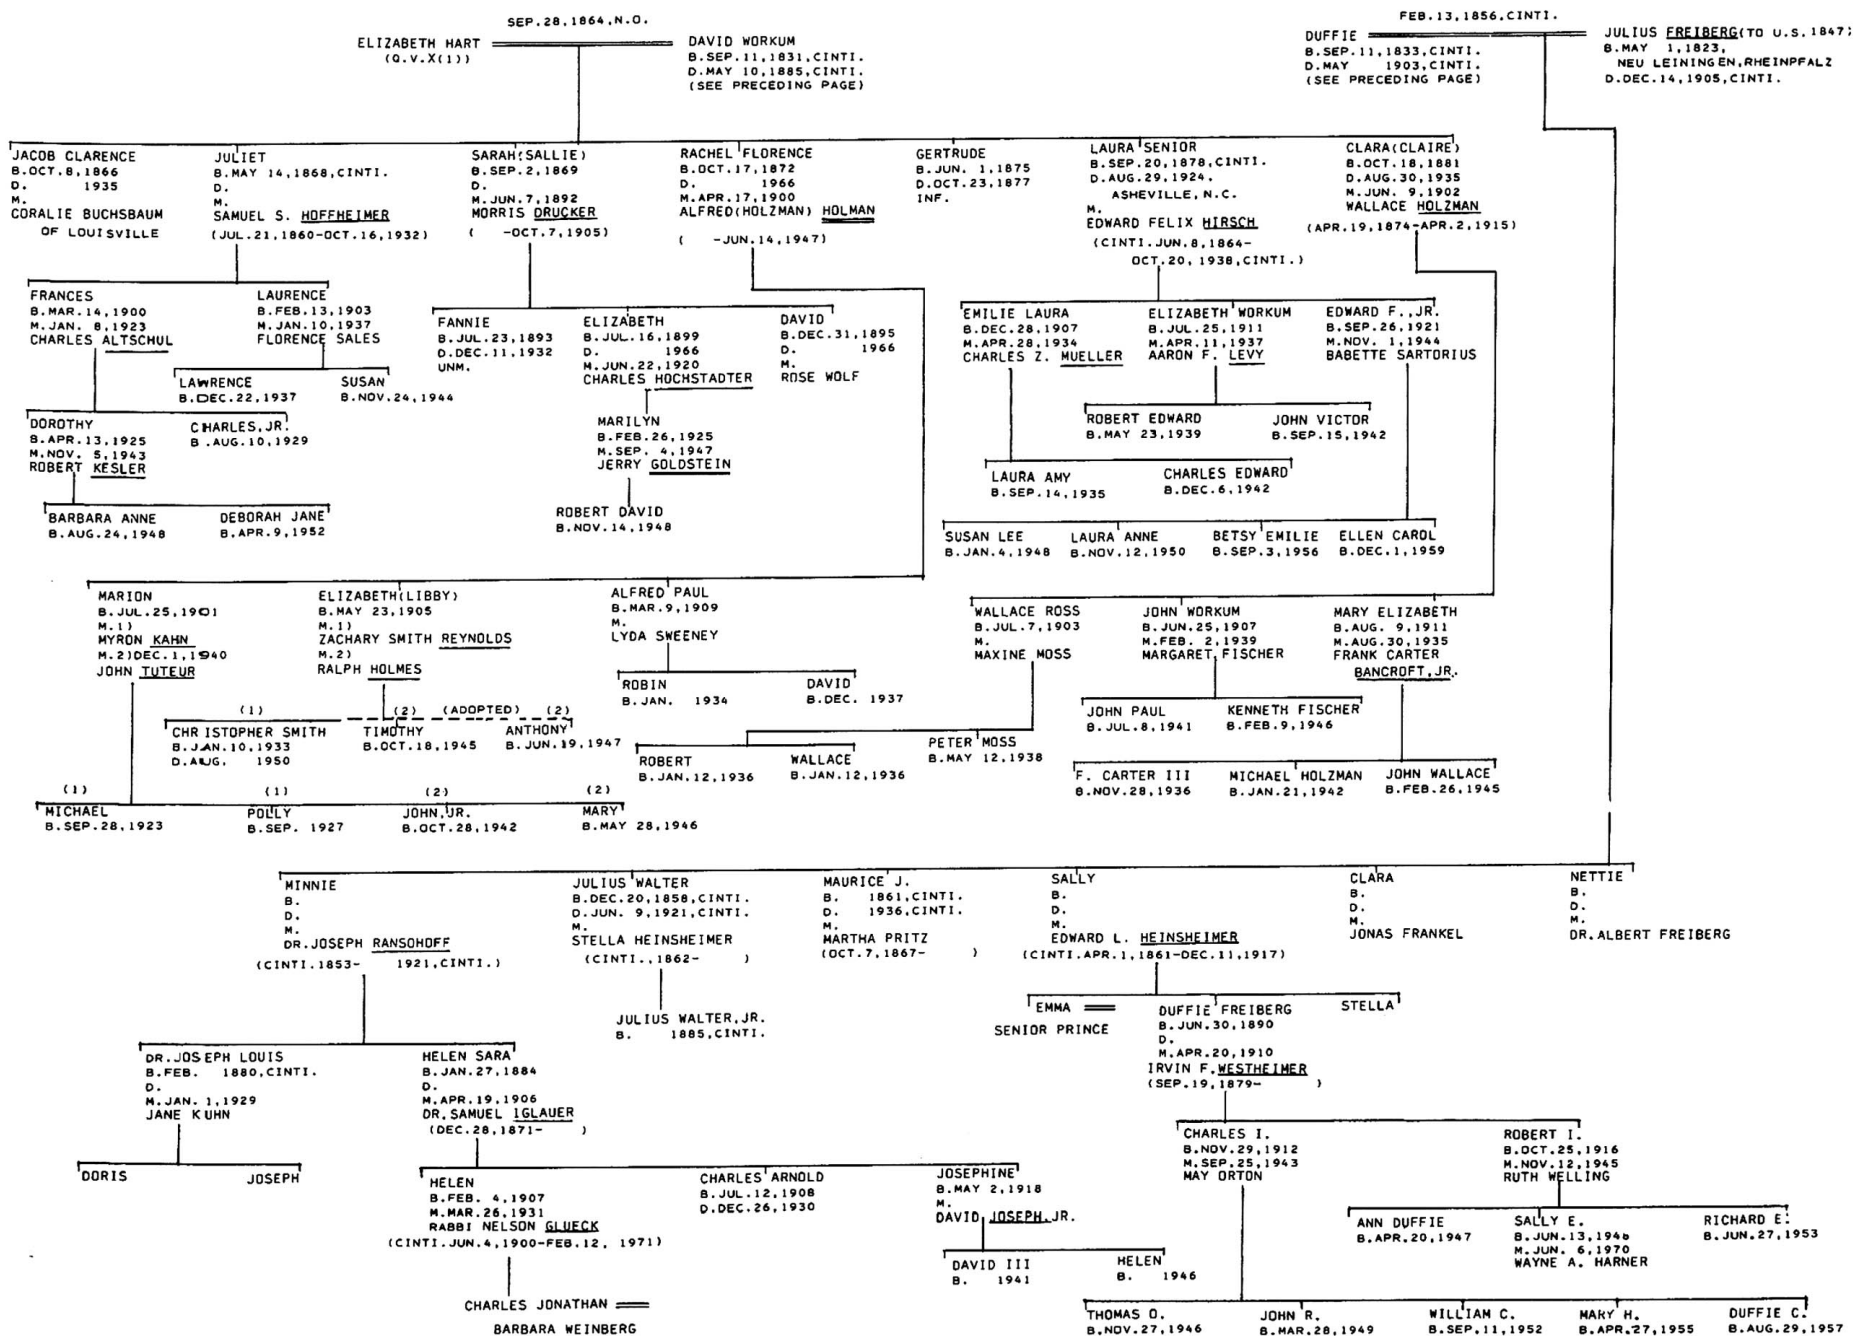 SEP.28,1864,N.O.
ELIZABETH HART
(Q.V.X(1))
DAVID WORKUM
B.SEP.11,1831,CINTI.
D.MAY 10,1885,CINTI.
(SEE PRECEDING PAGE)
FEB.13,1856,CINTI.
DUFFIE
B.SEP.11,1833,CINTI.
D.MAY 1903,CINTI.
(SEE PRECEDING PAGE)
JULIUS FREIBERG(TO U.S.1847)
B.MAY 1,1823,
NEU LEININGEN,RHEINPFALZ
D.DEC.14,1905,CINTI.
JACOB CLARENCE
B.OCT.8,1866
D. 1935
M.
CORALIE BUCHSBAUM
OF LOUISVILLE
JULIET
B.MAY 14,1868,CINTI.
D.
M.
SAMUEL S. HOFFHEIMER
(JUL.21,1860-OCT.16,1932)
SARAH(SALLIE)
B.SEP.2,1869
D.
M.JUN.7,1892
MORRIS DRUCKER
( -OCT.7,1905)
RACHEL FLORENCE
B.OCT.17,1872
D. 1966
M.APR.17,1900
ALFRED(HOLZMAN) HOLMAN
( -JUN.14,1947)
GERTRUDE
B.JUN. 1,1875
D.OCT.23,1877
INF.
LAURA SENIOR
B.SEP.20,1878,CINTI.
D.AUG.29,1924.
ASHEVILLE, N.C.
M.
EDWARD FELIX HIRSCH
(CINTI.JUN.8,1864-
OCT.20, 1938,CINTI.)
CLARA(CLAIRE)
B.OCT.18,1881
D.AUG.30,1935
M.JUN. 9,1902
WALLACE HOLZMAN
(APR.19,1874-APR.2,1915)
FRANCES
B.MAR.14,1900
M.JAN. 8,1923
CHARLES ALTSCHUL
LAURENCE
B.FEB.13,1903
M.JAN.10,1937
FLORENCE SALES
FANNIE
B.JUL.23,1893
D.DEC.11,1932
UNM.
ELIZABETH
B.JUL.16,1899
D. 1966
M.JUN.22,1920
CHARLES HOCHSTADTER
DAVID
B.DEC.31,1895
D. 1966
M.
ROSE WOLF
EMILIE LAURA
B.DEC.28,1907
M.APR.28,1934
CHARLES Z. MUELLER
ELIZABETH WORKUM
B.JUL.25,1911
M.APR.11,1937
AARON F. LEVY
EDWARD F.,JR.
B.SEP.26,1921
M.NOV. 1,1944
BABETTE SARTORIUS
LAWRENCE
B.DEC.22,1937
SUSAN
B.NOV.24,1944
DOROTHY
B.APR.13,1925
M.NOV. 5,1943
ROBERT KESLER
CHARLES,JR.
B.AUG.10,1929
MARILYN
B.FEB.26,1925
M.SEP. 4,1947
JERRY GOLDSTEIN
ROBERT EDWARD
B.MAY 23,1939
JOHN VICTOR
B.SEP.15,1942
LAURA AMY
B.SEP.14,1935
CHARLES EDWARD
B.DEC.6,1942
BARBARA ANNE
B.AUG.24,1948
DEBORAH JANE
B.APR.9,1952
ROBERT DAVID
B.NOV.14,1948
SUSAN LEE
B.JAN.4,1948
LAURA ANNE
B.NOV.12,1950
BETSY EMILIE
B.SEP.3,1956
ELLEN CAROL
B.DEC.1,1959
MARION
B.JUL.25,1901
M.1)
MYRON KAHN
M.2)DEC.1,1940
JOHN TUTEUR
ELIZABETH(LIBBY)
B.MAY 23,1905
M.1)
ZACHARY SMITH REYNOLDS
M.2)
RALPH HOLMES
ALFRED PAUL
B.MAR.9,1909
M.
LYDA SWEENEY
WALLACE ROSS
B.JUL.7,1903
M.
MAXINE MOSS
JOHN WORKUM
B.JUN.25,1907
M.FEB. 2,1939
MARGARET FISCHER
MARY ELIZABETH
B.AUG. 9,1911
M.AUG.30,1935
FRANK CARTER
BANCROFT,JR.
ROBIN
B.JAN. 1934
DAVID
B.DEC. 1937
JOHN PAUL
B.JUL.8,1941
KENNETH FISCHER
B.FEB.9,1946
(1) (2) (ADOPTED) (2)
CHRISTOPHER SMITH
B.JAN.10,1933
D.AUG. 1950
TIMOTHY
B.OCT.18,1945
ANTHONY
B.JUN.19,1947
ROBERT
B.JAN.12,1936
WALLACE
B.JAN.12,1936
PETER MOSS
B.MAY 12,1938
F. CARTER III
B.NOV.28,1936
MICHAEL HOLZMAN
B.JAN.21,1942
JOHN WALLACE
B.FEB.26,1945
(1) (1) (2) (2)
MICHAEL
B.SEP.28,1923
POLLY
B.SEP. 1927
JOHN,JR.
B.OCT.28,1942
MARY
B.MAY 28,1946
MINNIE
B.
D.
M.
DR.JOSEPH RANSOHOFF
(CINTI.1853- 1921,CINTI.)
JULIUS WALTER
B.DEC.20,1858,CINTI.
D.JUN. 9,1921,CINTI.
M.
STELLA HEINSHEIMER
(CINTI.,1862- )
MAURICE J.
B. 1861,CINTI.
D. 1936,CINTI.
M.
MARTHA PRITZ
(OCT.7,1867- )
SALLY
B.
D.
M.
EDWARD L. HEINSHEIMER
(CINTI.APR.1,1861-DEC.11,1917)
CLARA
B.
D.
M.
JONAS FRANKEL
NETTIE
B.
D.
M.
DR.ALBERT FREIBERG
JULIUS WALTER,JR.
B. 1885,CINTI.
EMMA
SENIOR PRINCE
DUFFIE FREIBERG
B.JUN.30,1890
D.
M.APR.20,1910
IRVIN F.WESTHEIMER
(SEP.19,1879- )
STELLA
DR.JOSEPH LOUIS
B.FEB. 1880,CINTI.
D.
M.JAN. 1,1929
JANE KUHN
HELEN SARA
B.JAN.27,1884
D.
M.APR.19,1906
DR.SAMUEL IGLAUER
(DEC.28,1871- )
CHARLES I.
B.NOV.29,1912
M.SEP.25,1943
MAY ORTON
ROBERT I.
B.OCT.25,1916
M.NOV.12,1945
RUTH WELLING
DORIS
JOSEPH
HELEN
B.FEB. 4,1907
M.MAR.26,1931
RABBI NELSON GLUECK
(CINTI.JUN.4,1900-FEB.12, 1971)
CHARLES ARNOLD
B.JUL.12,1908
D.DEC.26,1930
JOSEPHINE
B.MAY 2,1918
M.
DAVID JOSEPH,JR.
ANN DUFFIE
B.APR.20,1947
SALLY E.
B.JUN.13,1948
M.JUN. 6,1970
WAYNE A. HARNER
RICHARD E.
B.JUN.27,1953
DAVID III
B. 1941
HELEN
B. 1946
CHARLES JONATHAN
BARBARA WEINBERG
THOMAS O.
B.NOV.27,1946
JOHN R.
B.MAR.28,1949
WILLIAM C.
B.SEP.11,1952
MARY H.
B.APR.27,1955
DUFFIE C.
B.AUG.29,1957